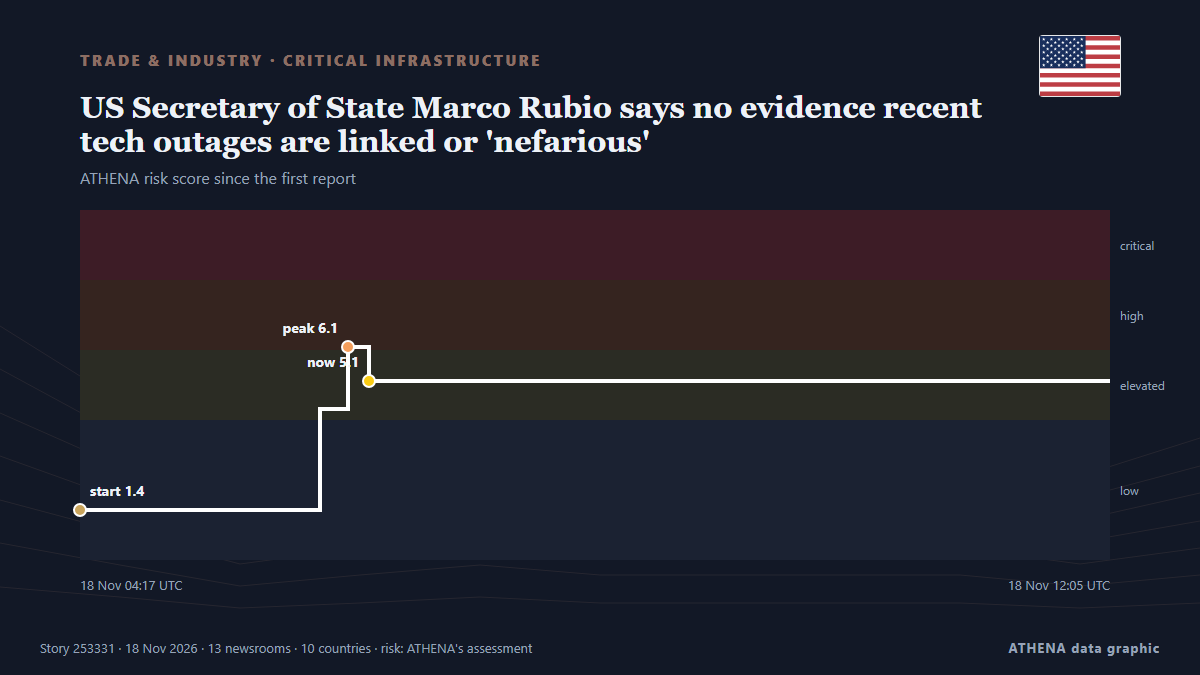 TRADE & INDUSTRY · CRITICAL INFRASTRUCTURE
US Secretary of State Marco Rubio says no evidence recent
tech outages are linked or 'nefarious'
ATHENA risk score since the first report
critical
high
elevated
low
peak 6.1
now 5.1
start 1.4
18 Nov 04:17 UTC
18 Nov 12:05 UTC
Story 253331 · 18 Nov 2026 · 13 newsrooms · 10 countries · risk: ATHENA's assessment
ATHENA data graphic